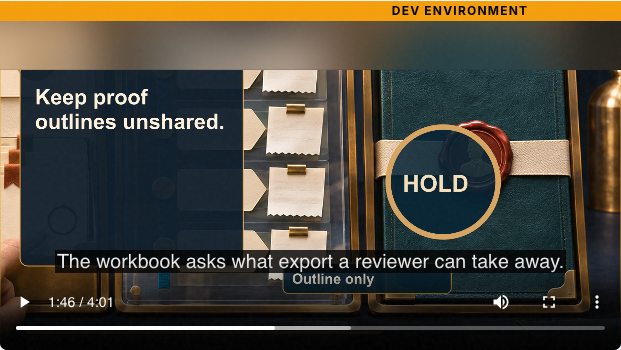 DEV ENVIRONMENT
Keep proof
outlines unshared.
HOLD
The workbook asks what export a reviewer can take away.
Outline only
1:46 / 4:01